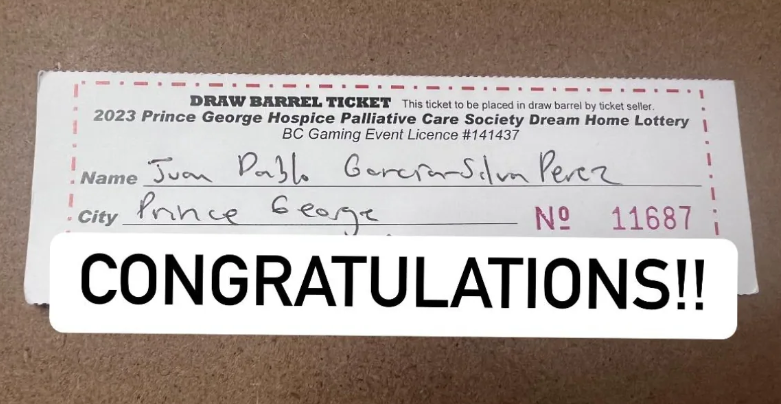 DRAW BARREL TICKET This ticket to be placed in draw barrel by ticket seller.
2023 Prince George Hospice Palliative Care Society Dream Home Lottery
BC Gaming Event Licence #141437
Name Juan Pablo Garcia-Silva Perez
City Prince George Nº 11687
CONGRATULATIONS!!